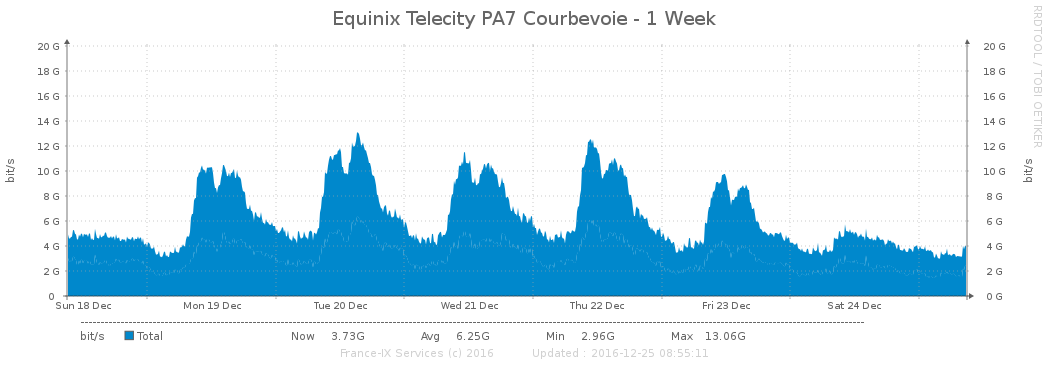 Equinix Telecity PA7 Courbevoie - 1 Week
RRDTOOL / TOBI OETIKER
bit/s
20 G 20 G
18 G 18 G
16 G 16 G
14 G 14 G
12 G 12 G
10 G 10 G
8 G 8 G
6 G 6 G
4 G 4 G
2 G 2 G
0 0 G
bit/s
Sun 18 Dec Mon 19 Dec Tue 20 Dec Wed 21 Dec Thu 22 Dec Fri 23 Dec Sat 24 Dec
bit/s Total Now 3.73G Avg 6.25G Min 2.96G Max 13.06G
France-IX Services (c) 2016 Updated : 2016-12-25 08:55:11